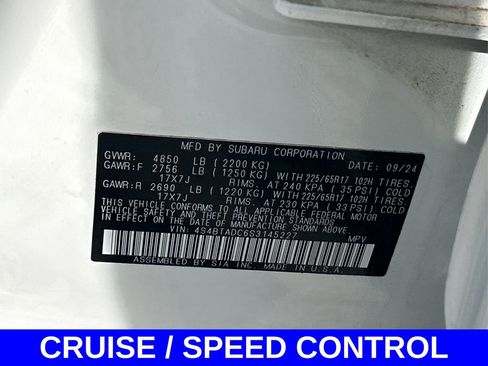 MFD BY SUBARU CORPORATION DATE: 09/24
GVWR: 4850 LB (2200 KG)
GAWR:F 2756 LB (1250 KG) WITH 225/65R17 102H TIRES,
17X7J RIMS, AT 240 KPA (35 PSI) COLD
GAWR:R 2690 LB (1220 KG) WITH 225/65R17 102H TIRES,
17X7J RIMS, AT 230 KPA (33 PSI) COLD
THIS VEHICLE CONFORMS TO ALL APPLICABLE FEDERAL MOTOR
VEHICLE SAFETY STANDARDS IN EFFECT ON THE DATE OF
MANUFACTURE SHOWN ABOVE.
VIN: 4S4BTADC6S3145227 MPV
ASSEMBLED BY SIA INC. MADE IN U.S.A.
CRUISE / SPEED CONTROL